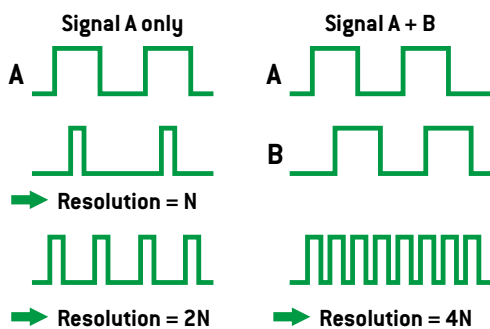 Signal A only
A
Resolution = N
Resolution = 2N
Signal A + B
A
B
Resolution = 4N